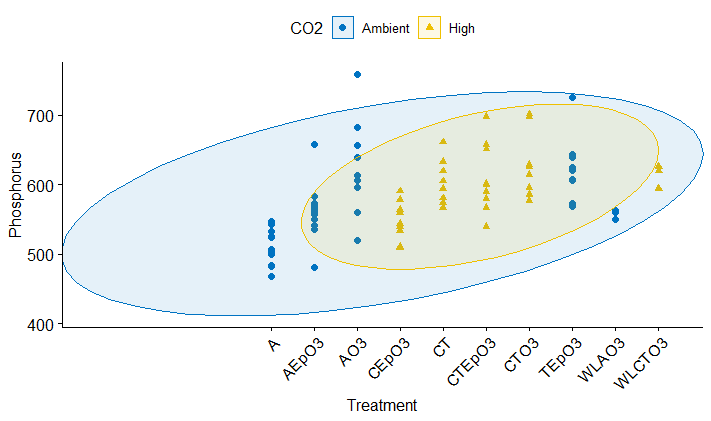 CO2 Ambient High
Phosphorus
700
600
500
400
A AEpO3 AO3 CEpO3 CT CTEpO3 CTO3 TEpO3 WLAO3 WLCTO3
Treatment